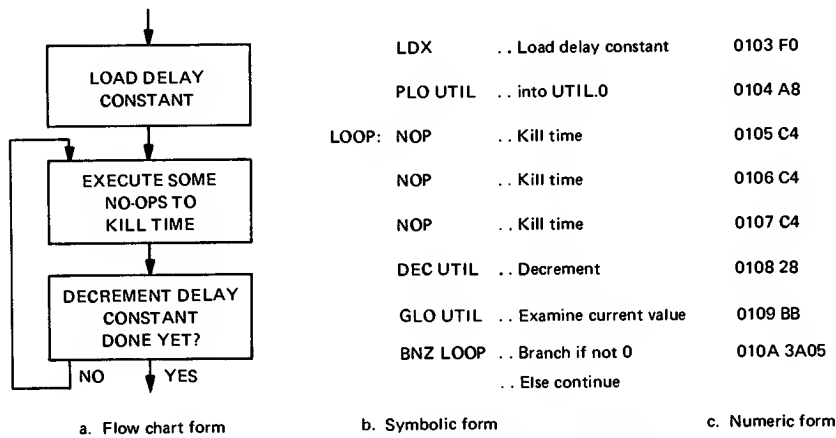 LOAD DELAY
CONSTANT
EXECUTE SOME
NO-OPS TO
KILL TIME
DECREMENT DELAY
CONSTANT
DONE YET?
NO YES
a. Flow chart form
LDX .. Load delay constant 0103 F0
PLO UTIL .. into UTIL.0 0104 A8
LOOP: NOP .. Kill time 0105 C4
NOP .. Kill time 0106 C4
NOP .. Kill time 0107 C4
DEC UTIL .. Decrement 0108 28
GLO UTIL .. Examine current value 0109 BB
BNZ LOOP .. Branch if not 0 010A 3A05
.. Else continue
b. Symbolic form
c. Numeric form